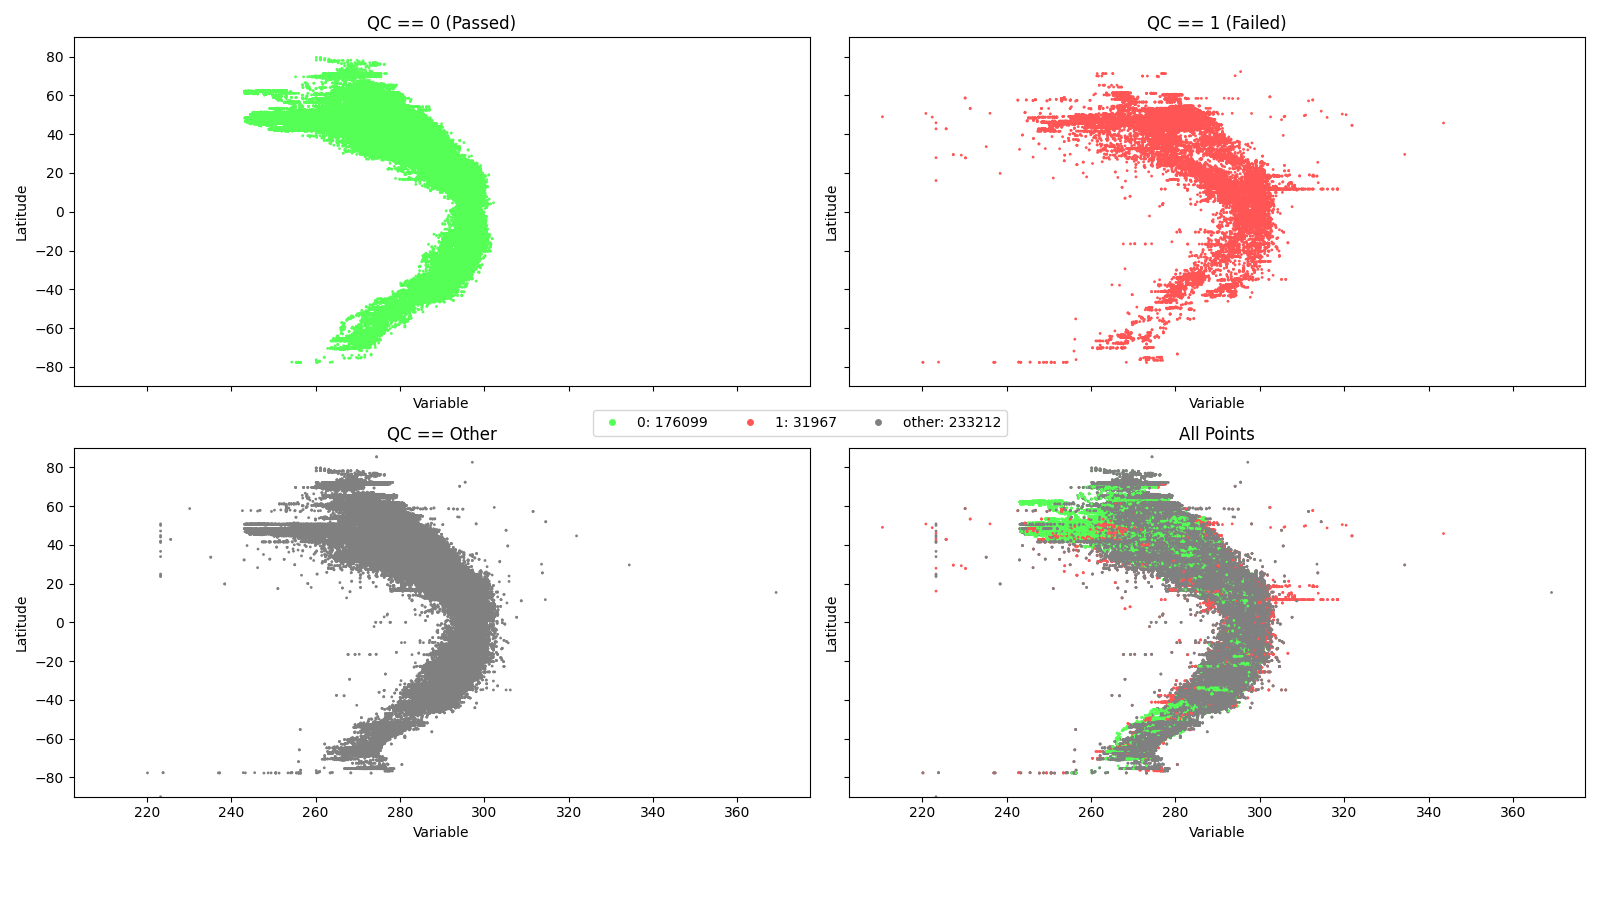 QC == 0 (Passed)
QC == 1 (Failed)
80
60
40
20
0
−20
−40
−60
−80
Latitude
Latitude
Variable
Variable
0: 176099
1: 31967
other: 233212
QC == Other
All Points
80
60
40
20
0
−20
−40
−60
−80
Latitude
Latitude
220
240
260
280
300
320
340
360
220
240
260
280
300
320
340
360
Variable
Variable